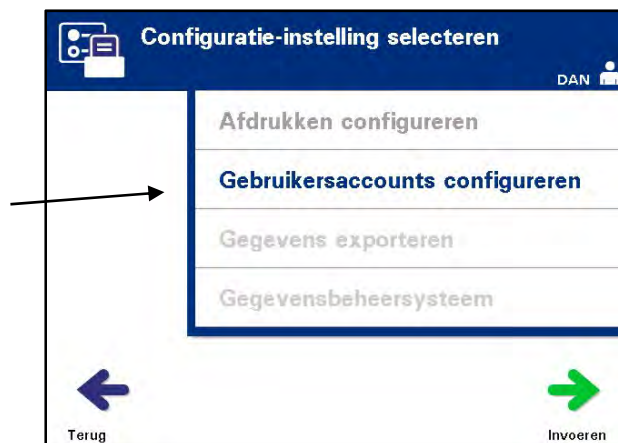 Configuratie-instelling selecteren
DAN
Afdrukken configureren
Gebruikersaccounts configureren
Gegevens exporteren
Gegevensbeheersysteem
Terug
Invoeren